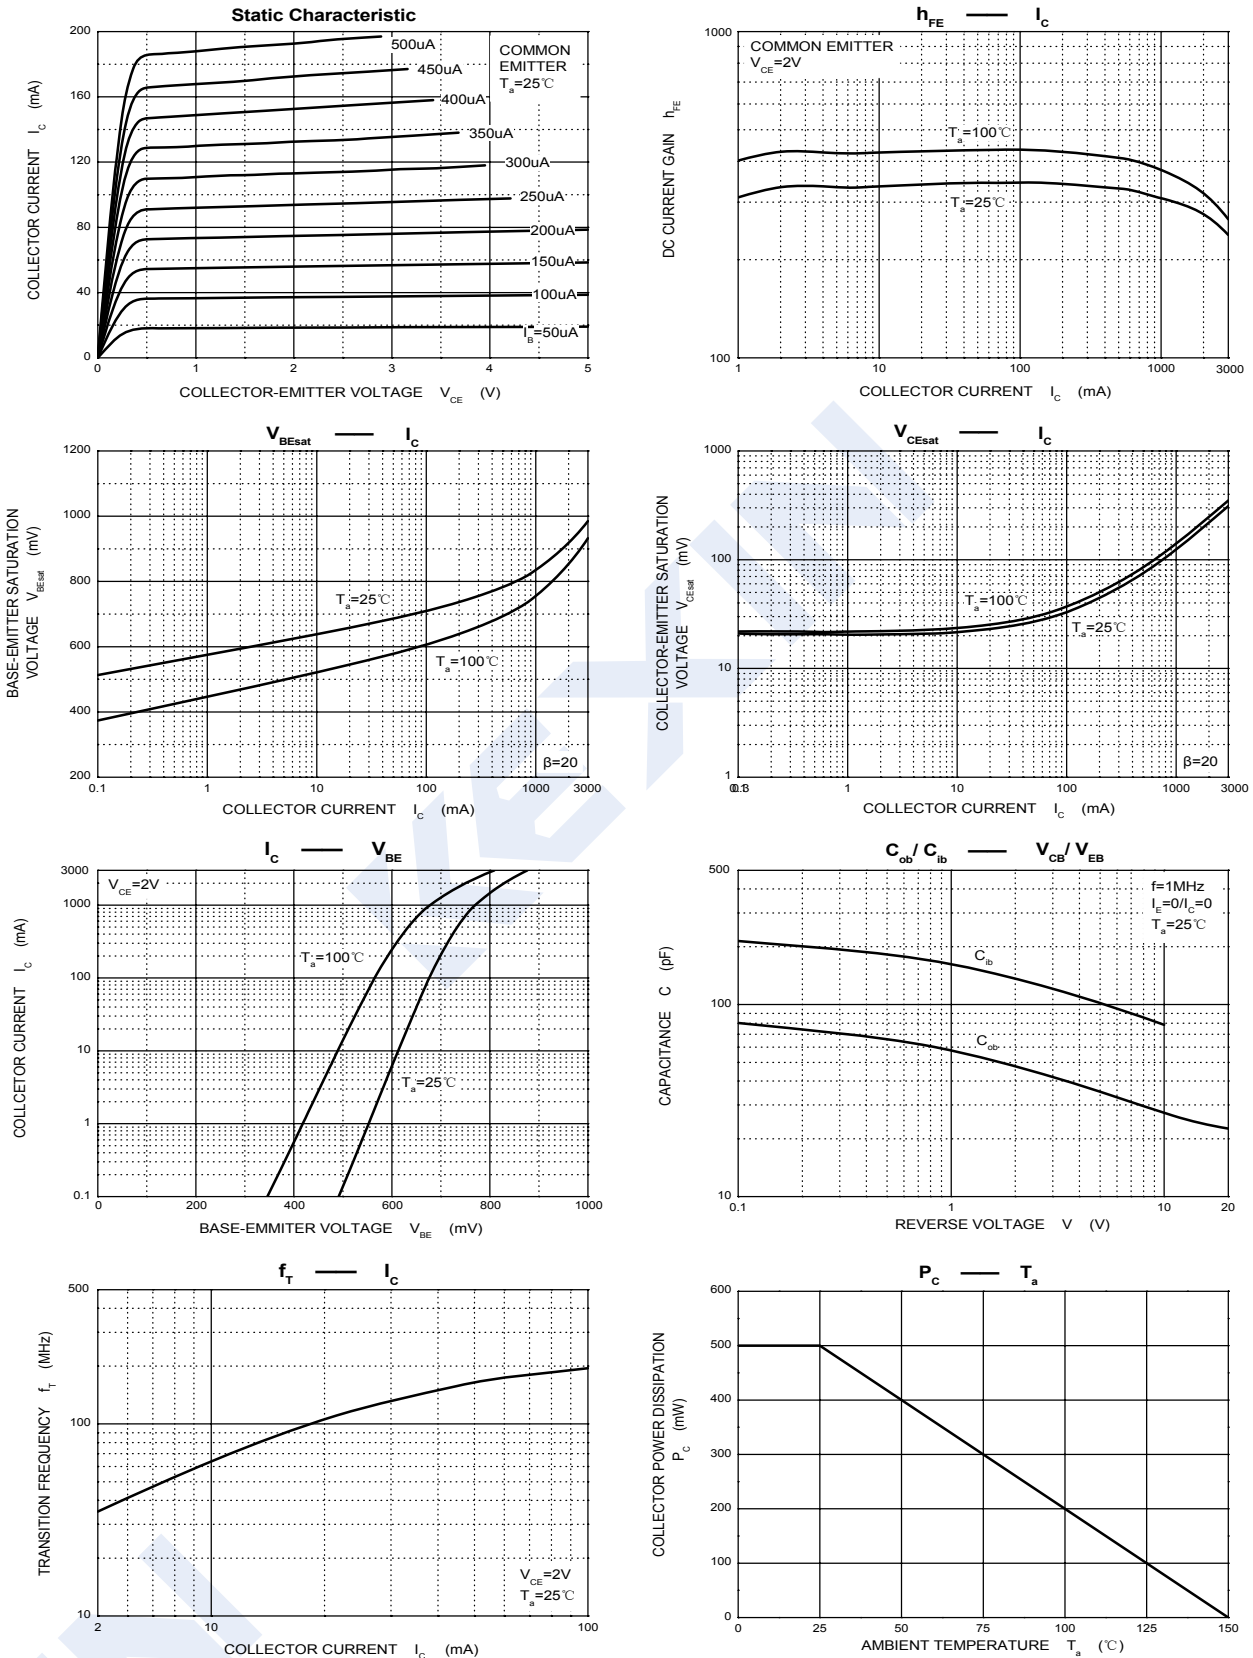 Static Characteristic
200
160
120
80
40
0
COLLECTOR CURRENT I_C (mA)
500uA
450uA
400uA
350uA
300uA
250uA
200uA
150uA
100uA
I_B=50uA
COMMON
EMITTER
T_a=25℃
0 1 2 3 4 5
COLLECTOR-EMITTER VOLTAGE V_CE (V)
h_FE —— I_C
1000
100
DC CURRENT GAIN h_FE
COMMON EMITTER
V_CE=2V
T_a=100℃
T_a=25℃
1 10 100 1000 3000
COLLECTOR CURRENT I_C (mA)
V_BEsat —— I_C
1200
1000
800
600
400
200
BASE-EMITTER SATURATION
VOLTAGE V_BEsat (mV)
T_a=25℃
T_a=100℃
β=20
0.1 1 10 100 1000 3000
COLLECTOR CURRENT I_C (mA)
V_CEsat —— I_C
1000
100
10
1
COLLECTOR-EMITTER SATURATION
VOLTAGE V_CEsat (mV)
T_a=100℃
T_a=25℃
β=20
1 10 100 1000 3000
COLLECTOR CURRENT I_C (mA)
I_C —— V_BE
3000
1000
100
10
1
0.1
COLLCETOR CURRENT I_C (mA)
V_CE=2V
T_a=100℃
T_a=25℃
0 200 400 600 800 1000
BASE-EMMITER VOLTAGE V_BE (mV)
C_ob/ C_ib —— V_CB/ V_EB
500
100
10
CAPACITANCE C (pF)
f=1MHz
I_E=0/I_C=0
T_a=25℃
C_ib
C_ob
0.1 1 10 20
REVERSE VOLTAGE V (V)
f_T —— I_C
500
100
10
TRANSITION FREQUENCY f_T (MHz)
V_CE=2V
T_a=25℃
2 10 100
COLLECTOR CURRENT I_C (mA)
P_C —— T_a
600
500
400
300
200
100
0
COLLECTOR POWER DISSIPATION
P_C (mW)
0 25 50 75 100 125 150
AMBIENT TEMPERATURE T_a (℃)
KEXIN